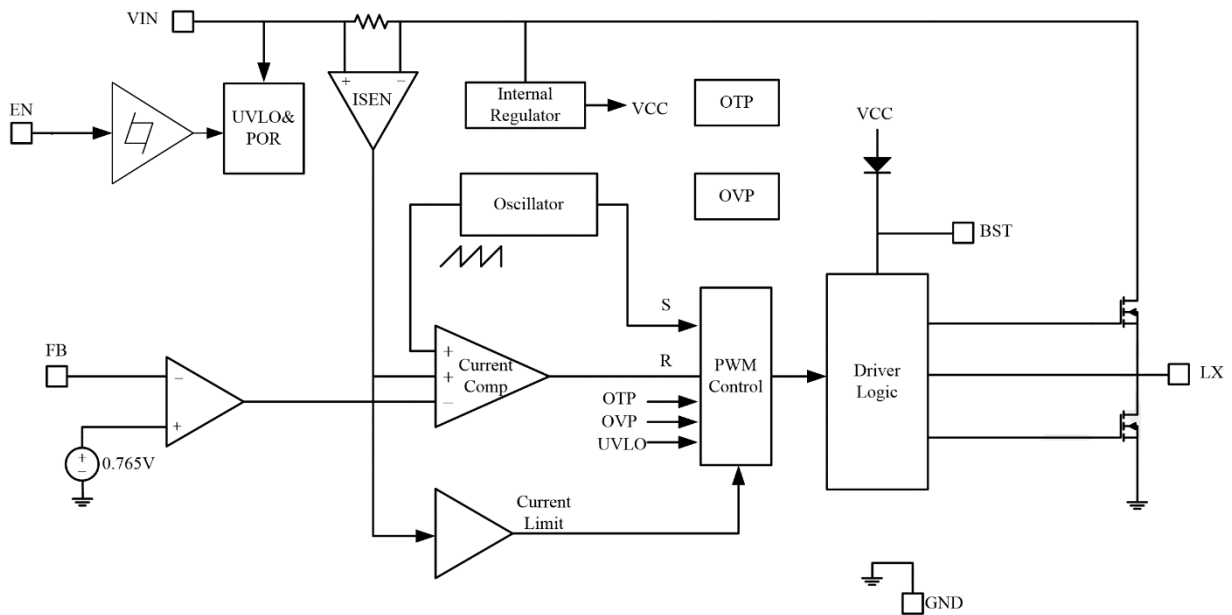 VIN
EN
UVLO&
POR
+
−
ISEN
Internal
Regulator
VCC
OTP
OVP
VCC
BST
Oscillator
S
R
+
+
−
Current
Comp
FB
−
+
+
−
0.765V
OTP
OVP
UVLO
PWM
Control
Driver
Logic
LX
Current
Limit
GND